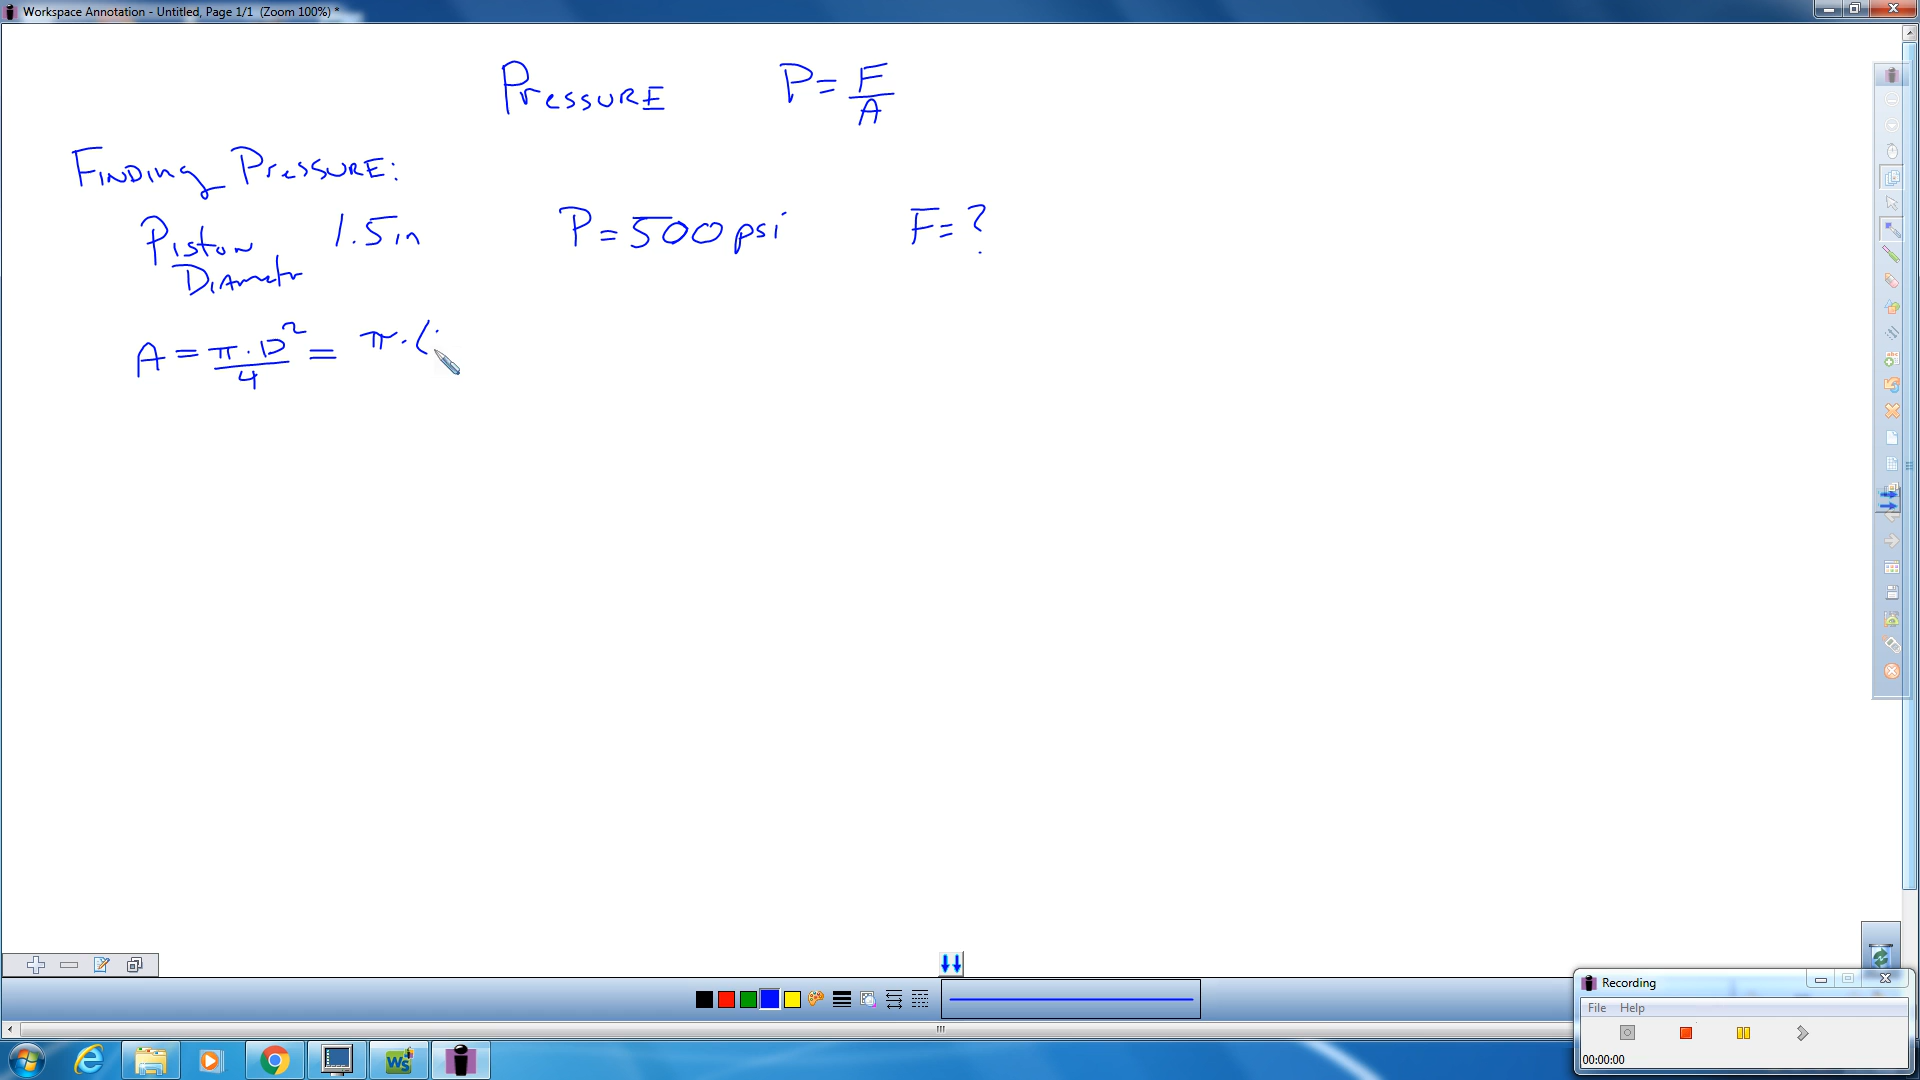 Workspace Annotation - Untitled, Page 1/1 (Zoom 100%) *
Pressure P = F/A
Finding Pressure:
Piston Diameter 1.5in P = 500psi F = ?
A = π·D²/4 = π·(
Recording
File Help
00:00:00